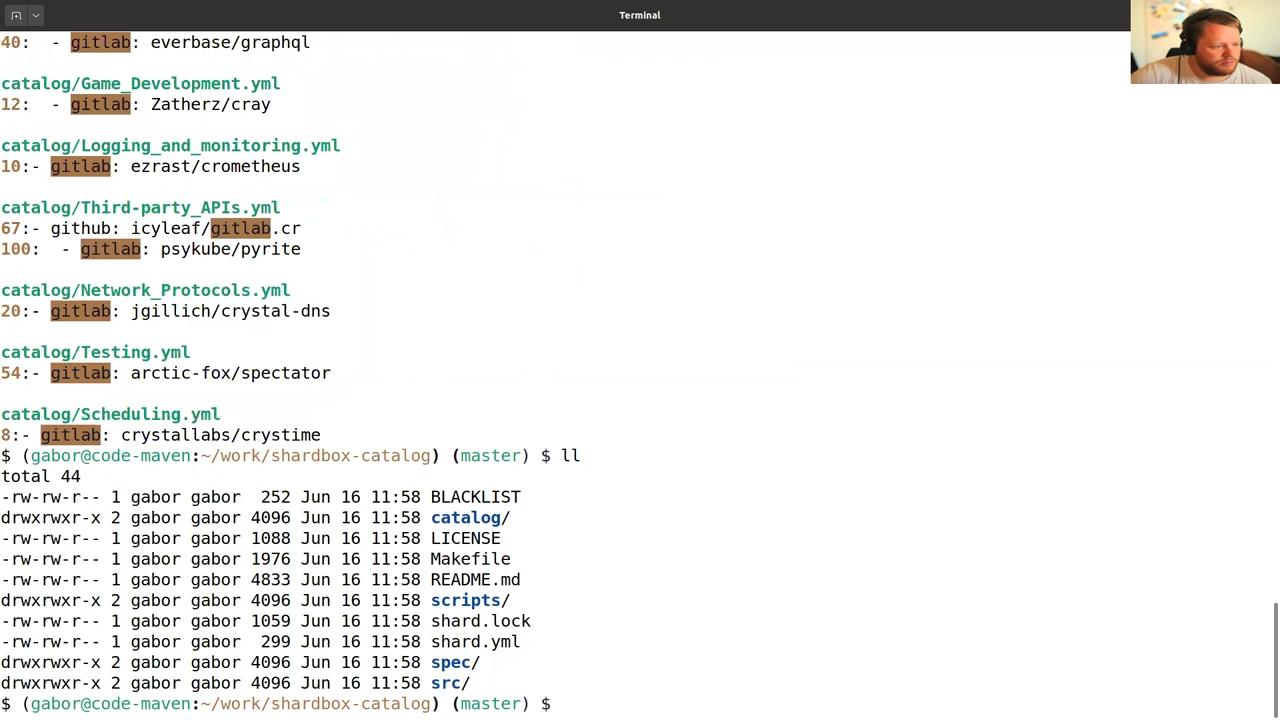 Terminal
40:  - gitlab: everbase/graphql
catalog/Game_Development.yml
12:  - gitlab: Zatherz/cray
catalog/Logging_and_monitoring.yml
10:- gitlab: ezrast/crometheus
catalog/Third-party_APIs.yml
67:- github: icyleaf/gitlab.cr
100:  - gitlab: psykube/pyrite
catalog/Network_Protocols.yml
20:- gitlab: jgillich/crystal-dns
catalog/Testing.yml
54:- gitlab: arctic-fox/spectator
catalog/Scheduling.yml
8:- gitlab: crystallabs/crystime
$ (gabor@code-maven:~/work/shardbox-catalog) (master) $ ll
total 44
-rw-rw-r-- 1 gabor gabor  252 Jun 16 11:58 BLACKLIST
drwxrwxr-x 2 gabor gabor 4096 Jun 16 11:58 catalog/
-rw-rw-r-- 1 gabor gabor 1088 Jun 16 11:58 LICENSE
-rw-rw-r-- 1 gabor gabor 1976 Jun 16 11:58 Makefile
-rw-rw-r-- 1 gabor gabor 4833 Jun 16 11:58 README.md
drwxrwxr-x 2 gabor gabor 4096 Jun 16 11:58 scripts/
-rw-rw-r-- 1 gabor gabor 1059 Jun 16 11:58 shard.lock
-rw-rw-r-- 1 gabor gabor  299 Jun 16 11:58 shard.yml
drwxrwxr-x 2 gabor gabor 4096 Jun 16 11:58 spec/
drwxrwxr-x 2 gabor gabor 4096 Jun 16 11:58 src/
$ (gabor@code-maven:~/work/shardbox-catalog) (master) $